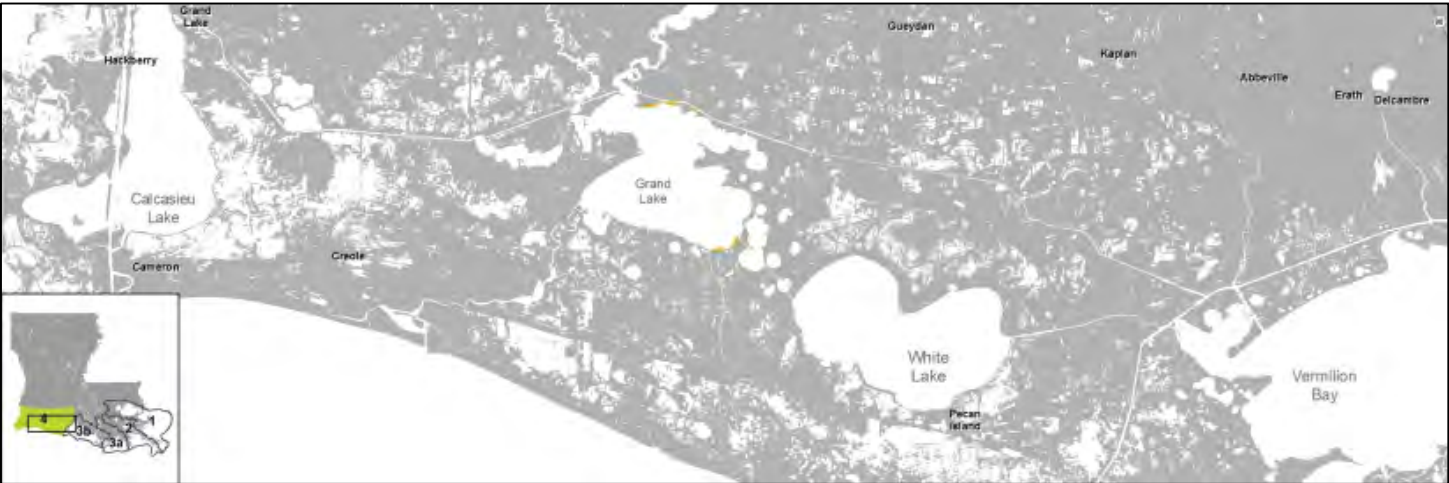 Grand
Lake
Gueydan
Hackberry
Kaplan
Abbeville
Erath
Delcambre
Grand
Lake
Calcasieu
Lake
Creole
Cameron
White
Lake
Vermilion
Bay
Pecan
Island
4
3b
2
1
3a